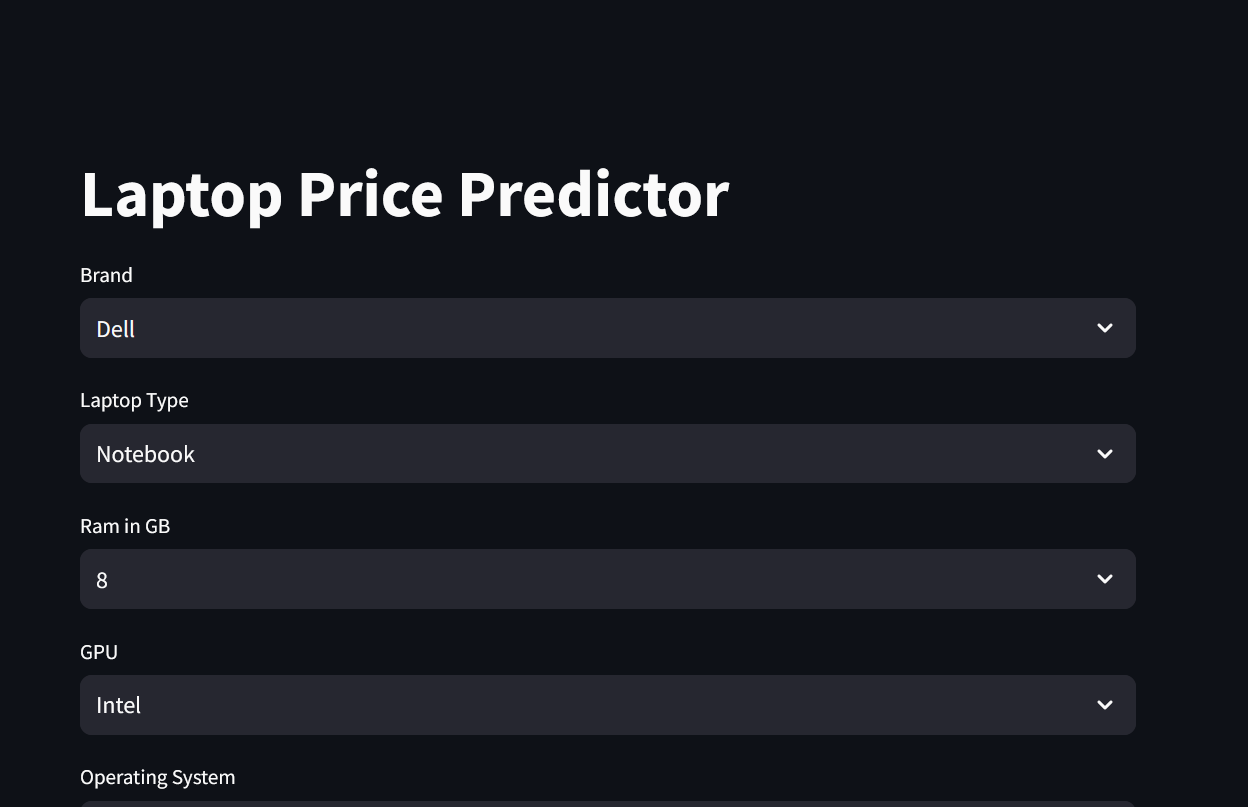 Laptop Price Predictor
Brand
Dell
Laptop Type
Notebook
Ram in GB
8
GPU
Intel
Operating System